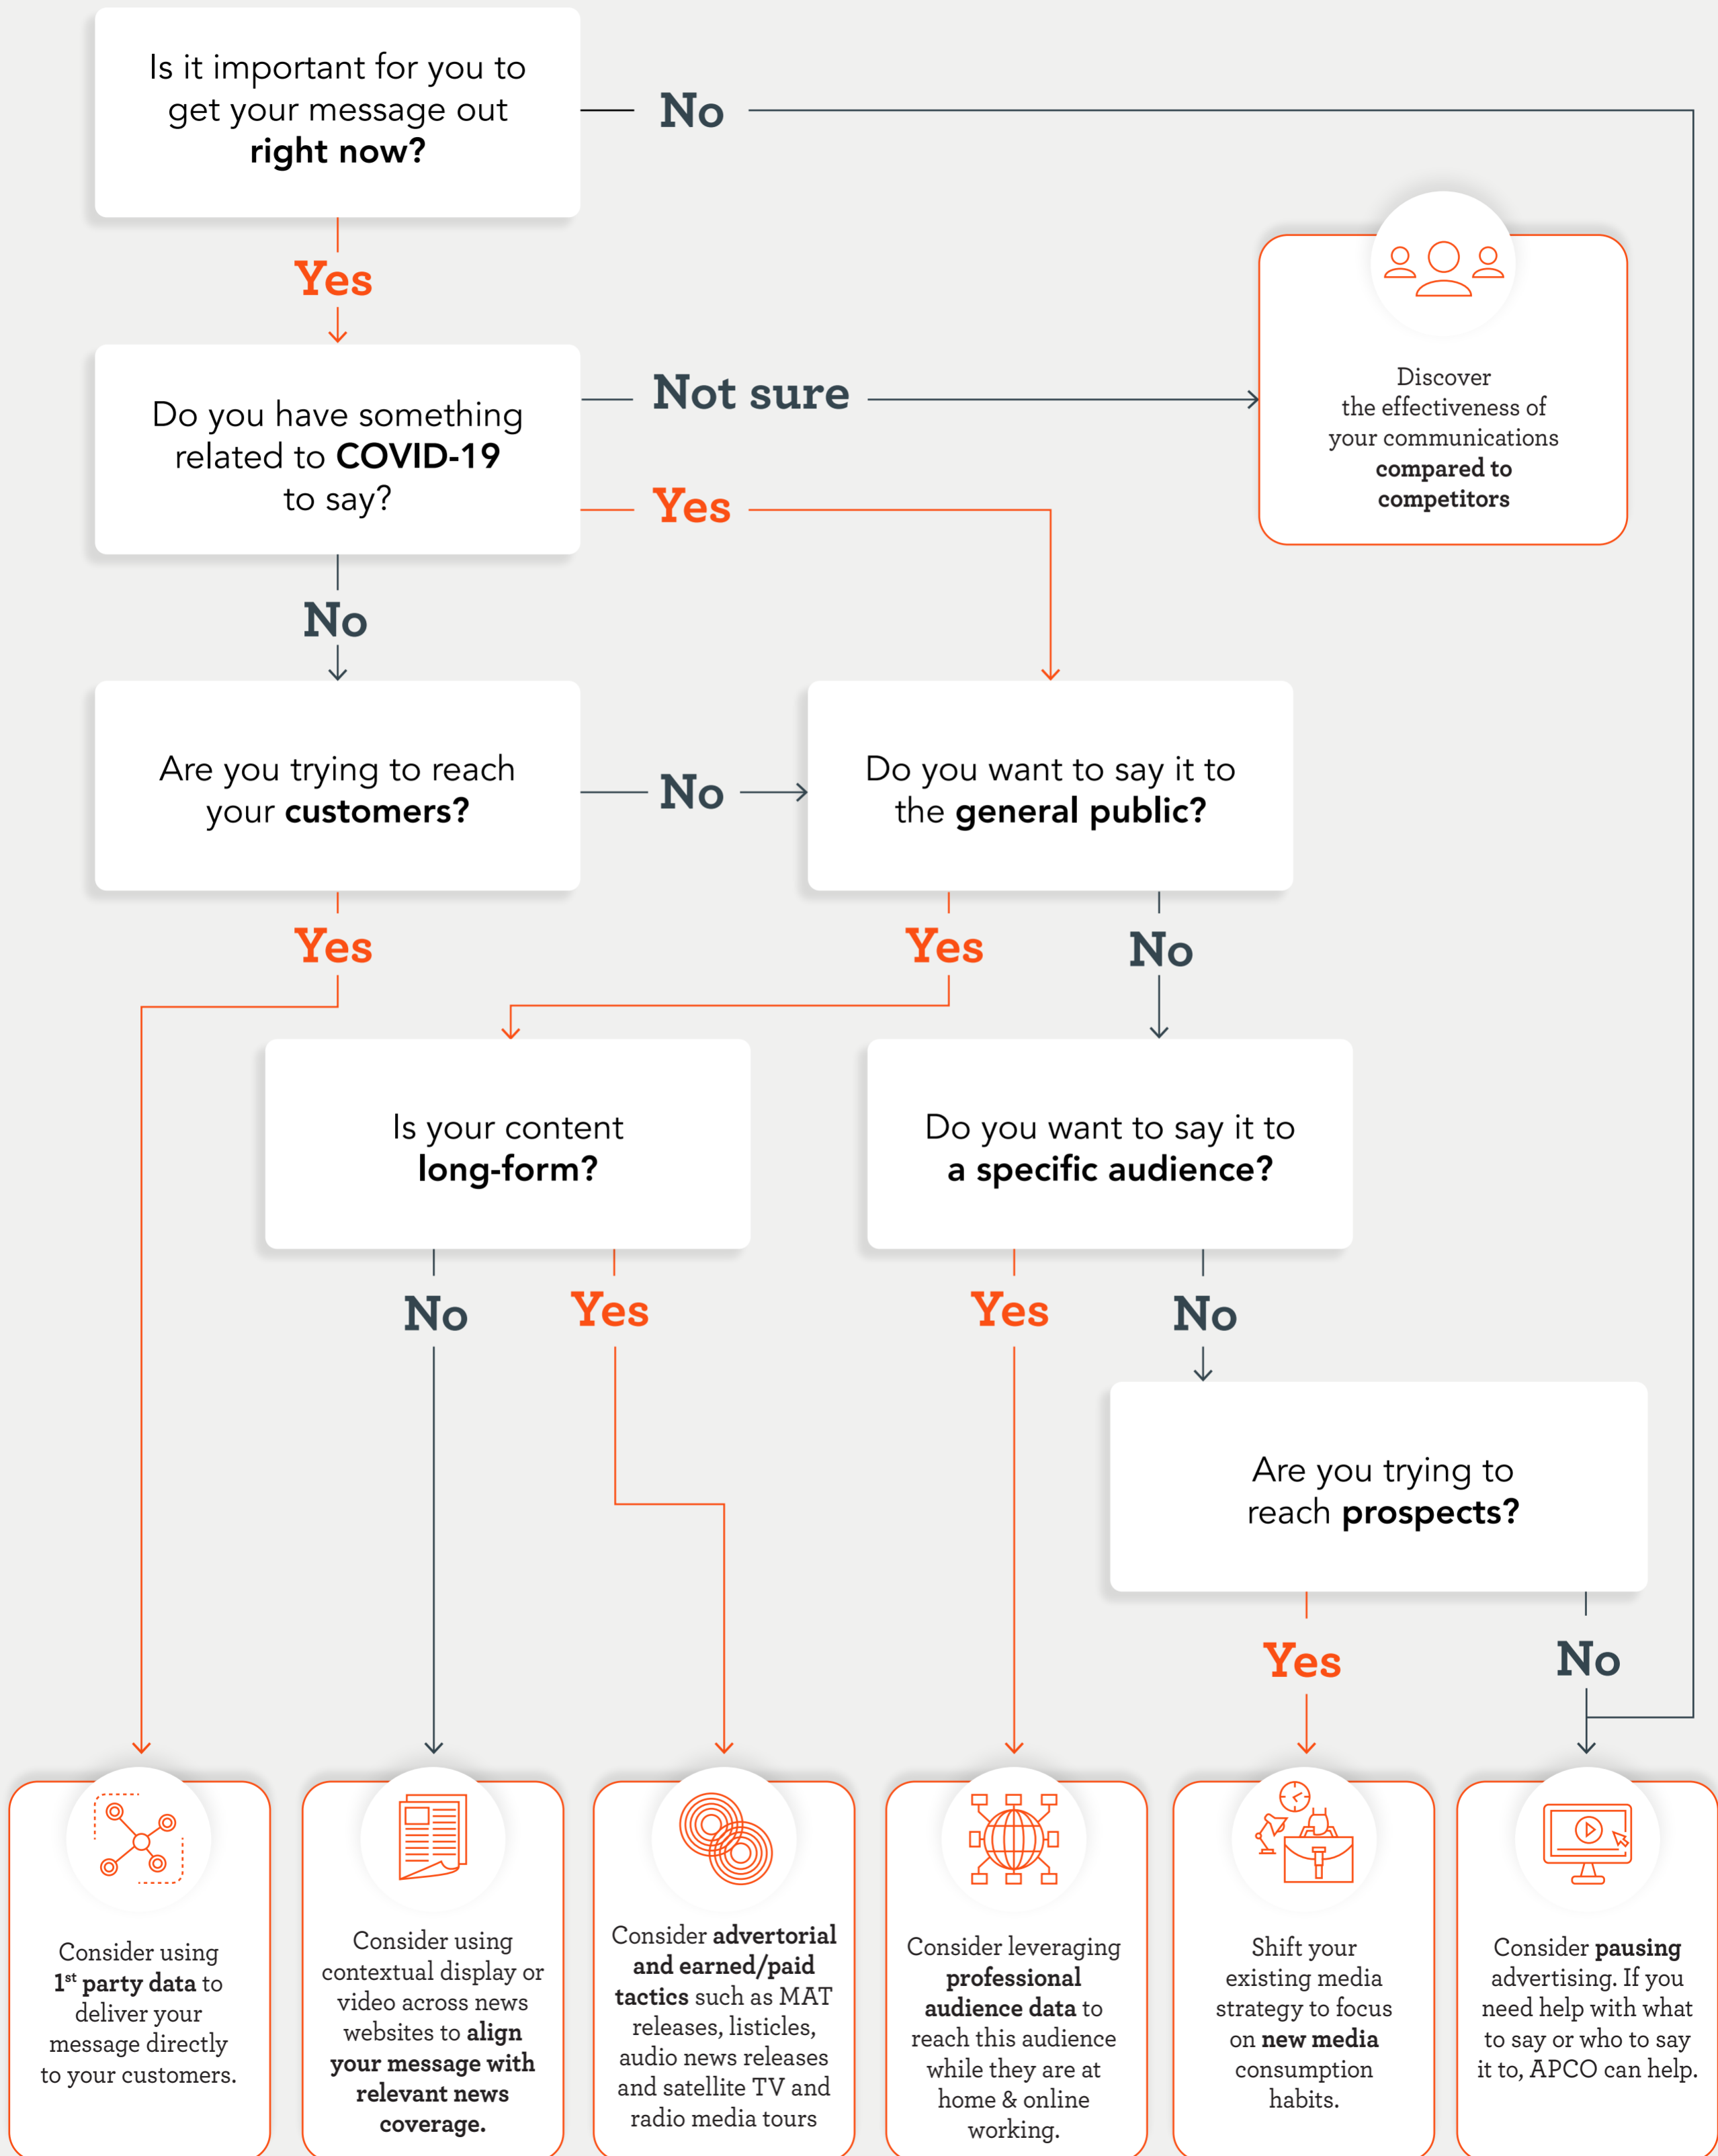 Is it important for you to
get your message out
right now?
No
Yes
Discover
the effectiveness of
your communications
compared to
competitors
Do you have something
related to COVID-19
to say?
Not sure
Yes
No
Are you trying to reach
your customers?
No
Do you want to say it to
the general public?
Yes
Yes
No
Is your content
long-form?
Do you want to say it to
a specific audience?
No
Yes
Yes
No
Are you trying to
reach prospects?
Yes
No
Consider using
1st party data to
deliver your
message directly
to your customers.
Consider using
contextual display or
video across news
websites to align
your message with
relevant news
coverage.
Consider advertorial
and earned/paid
tactics such as MAT
releases, listicles,
audio news releases
and satellite TV and
radio media tours
Consider leveraging
professional
audience data to
reach this audience
while they are at
home & online
working.
Shift your
existing media
strategy to focus
on new media
consumption
habits.
Consider pausing
advertising. If you
need help with what
to say or who to say
it to, APCO can help.